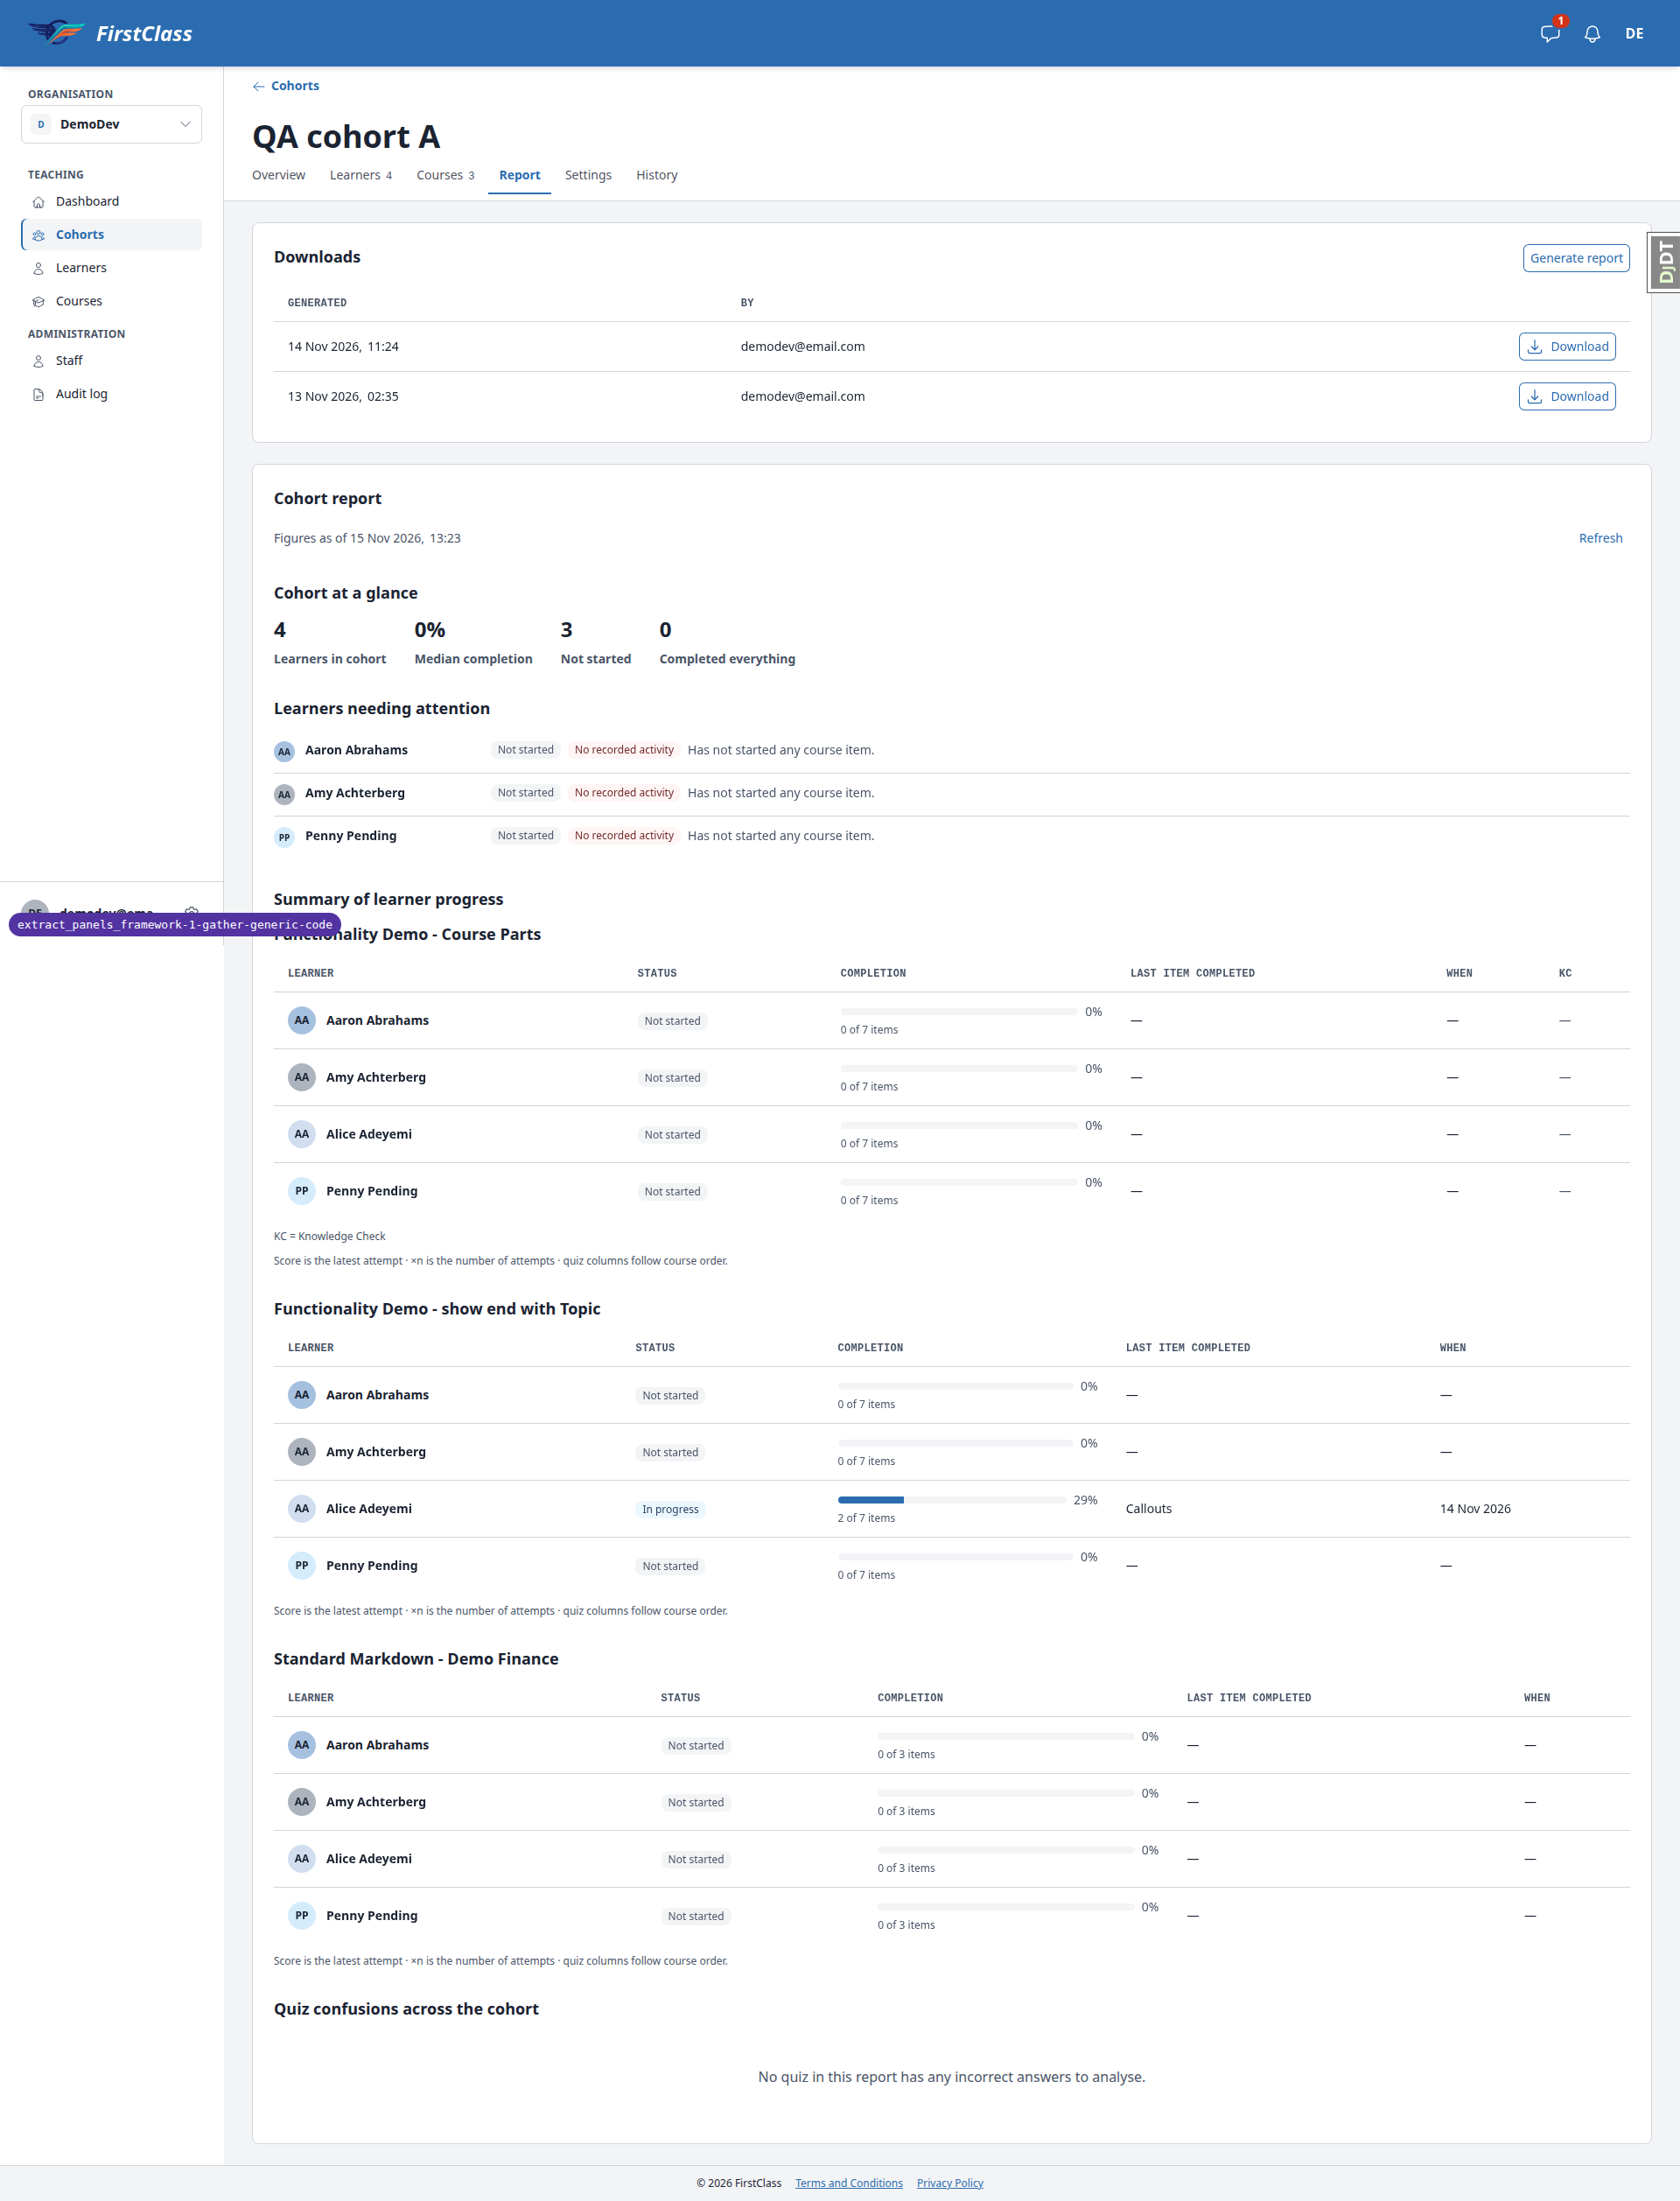 FirstClass
1
DE
ORGANISATION
D DemoDev
TEACHING
Dashboard
Cohorts
Learners
Courses
ADMINISTRATION
Staff
Audit log
extract_panels_framework-1-gather-generic-code
Cohorts
QA cohort A
Overview Learners 4 Courses 3 Report Settings History
DJDT
Downloads
Generate report
GENERATED BY
14 Nov 2026, 11:24 demodev@email.com Download
13 Nov 2026, 02:35 demodev@email.com Download
Cohort report
Figures as of 15 Nov 2026, 13:23 Refresh
Cohort at a glance
4 0% 3 0
Learners in cohort Median completion Not started Completed everything
Learners needing attention
AA Aaron Abrahams Not started No recorded activity Has not started any course item.
AA Amy Achterberg Not started No recorded activity Has not started any course item.
PP Penny Pending Not started No recorded activity Has not started any course item.
Summary of learner progress
Functionality Demo - Course Parts
LEARNER STATUS COMPLETION LAST ITEM COMPLETED WHEN KC
AA Aaron Abrahams Not started 0% — — —
0 of 7 items
AA Amy Achterberg Not started 0% — — —
0 of 7 items
AA Alice Adeyemi Not started 0% — — —
0 of 7 items
PP Penny Pending Not started 0% — — —
0 of 7 items
KC = Knowledge Check
Score is the latest attempt · ×n is the number of attempts · quiz columns follow course order.
Functionality Demo - show end with Topic
LEARNER STATUS COMPLETION LAST ITEM COMPLETED WHEN
AA Aaron Abrahams Not started 0% — —
0 of 7 items
AA Amy Achterberg Not started 0% — —
0 of 7 items
AA Alice Adeyemi In progress 29% Callouts 14 Nov 2026
2 of 7 items
PP Penny Pending Not started 0% — —
0 of 7 items
Score is the latest attempt · ×n is the number of attempts · quiz columns follow course order.
Standard Markdown - Demo Finance
LEARNER STATUS COMPLETION LAST ITEM COMPLETED WHEN
AA Aaron Abrahams Not started 0% — —
0 of 3 items
AA Amy Achterberg Not started 0% — —
0 of 3 items
AA Alice Adeyemi Not started 0% — —
0 of 3 items
PP Penny Pending Not started 0% — —
0 of 3 items
Score is the latest attempt · ×n is the number of attempts · quiz columns follow course order.
Quiz confusions across the cohort
No quiz in this report has any incorrect answers to analyse.
© 2026 FirstClass Terms and Conditions Privacy Policy